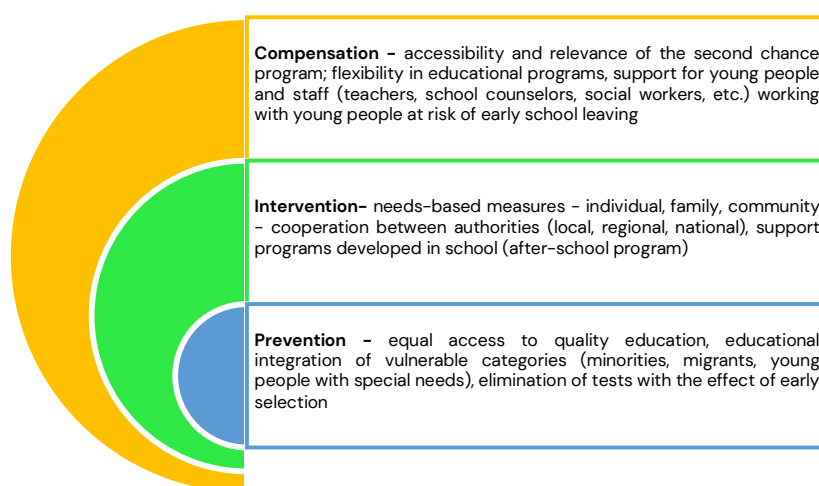 Compensation – accessibility and relevance of the second chance
program; flexibility in educational programs, support for young people
and staff (teachers, school counselors, social workers, etc.) working
with young people at risk of early school leaving
Intervention– needs-based measures – individual, family, community
– cooperation between authorities (local, regional, national), support
programs developed in school (after-school program)
Prevention – equal access to quality education, educational
integration of vulnerable categories (minorities, migrants, young
people with special needs), elimination of tests with the effect of early
selection